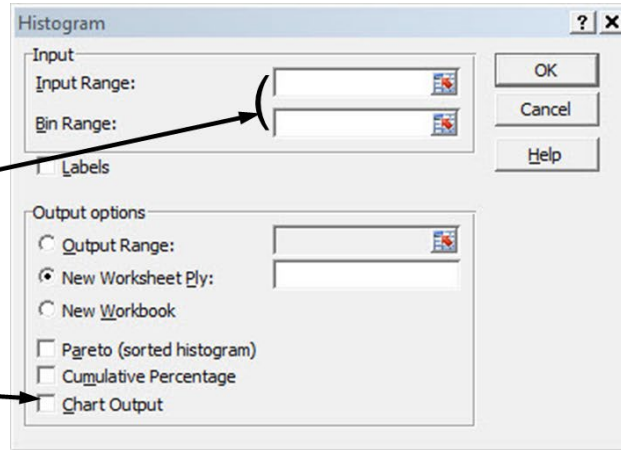 Histogram
Input
Input Range:
Bin Range:
Labels
OK
Cancel
Help
Output options
Output Range:
New Worksheet Ply:
New Workbook
Pareto (sorted histogram)
Cumulative Percentage
Chart Output